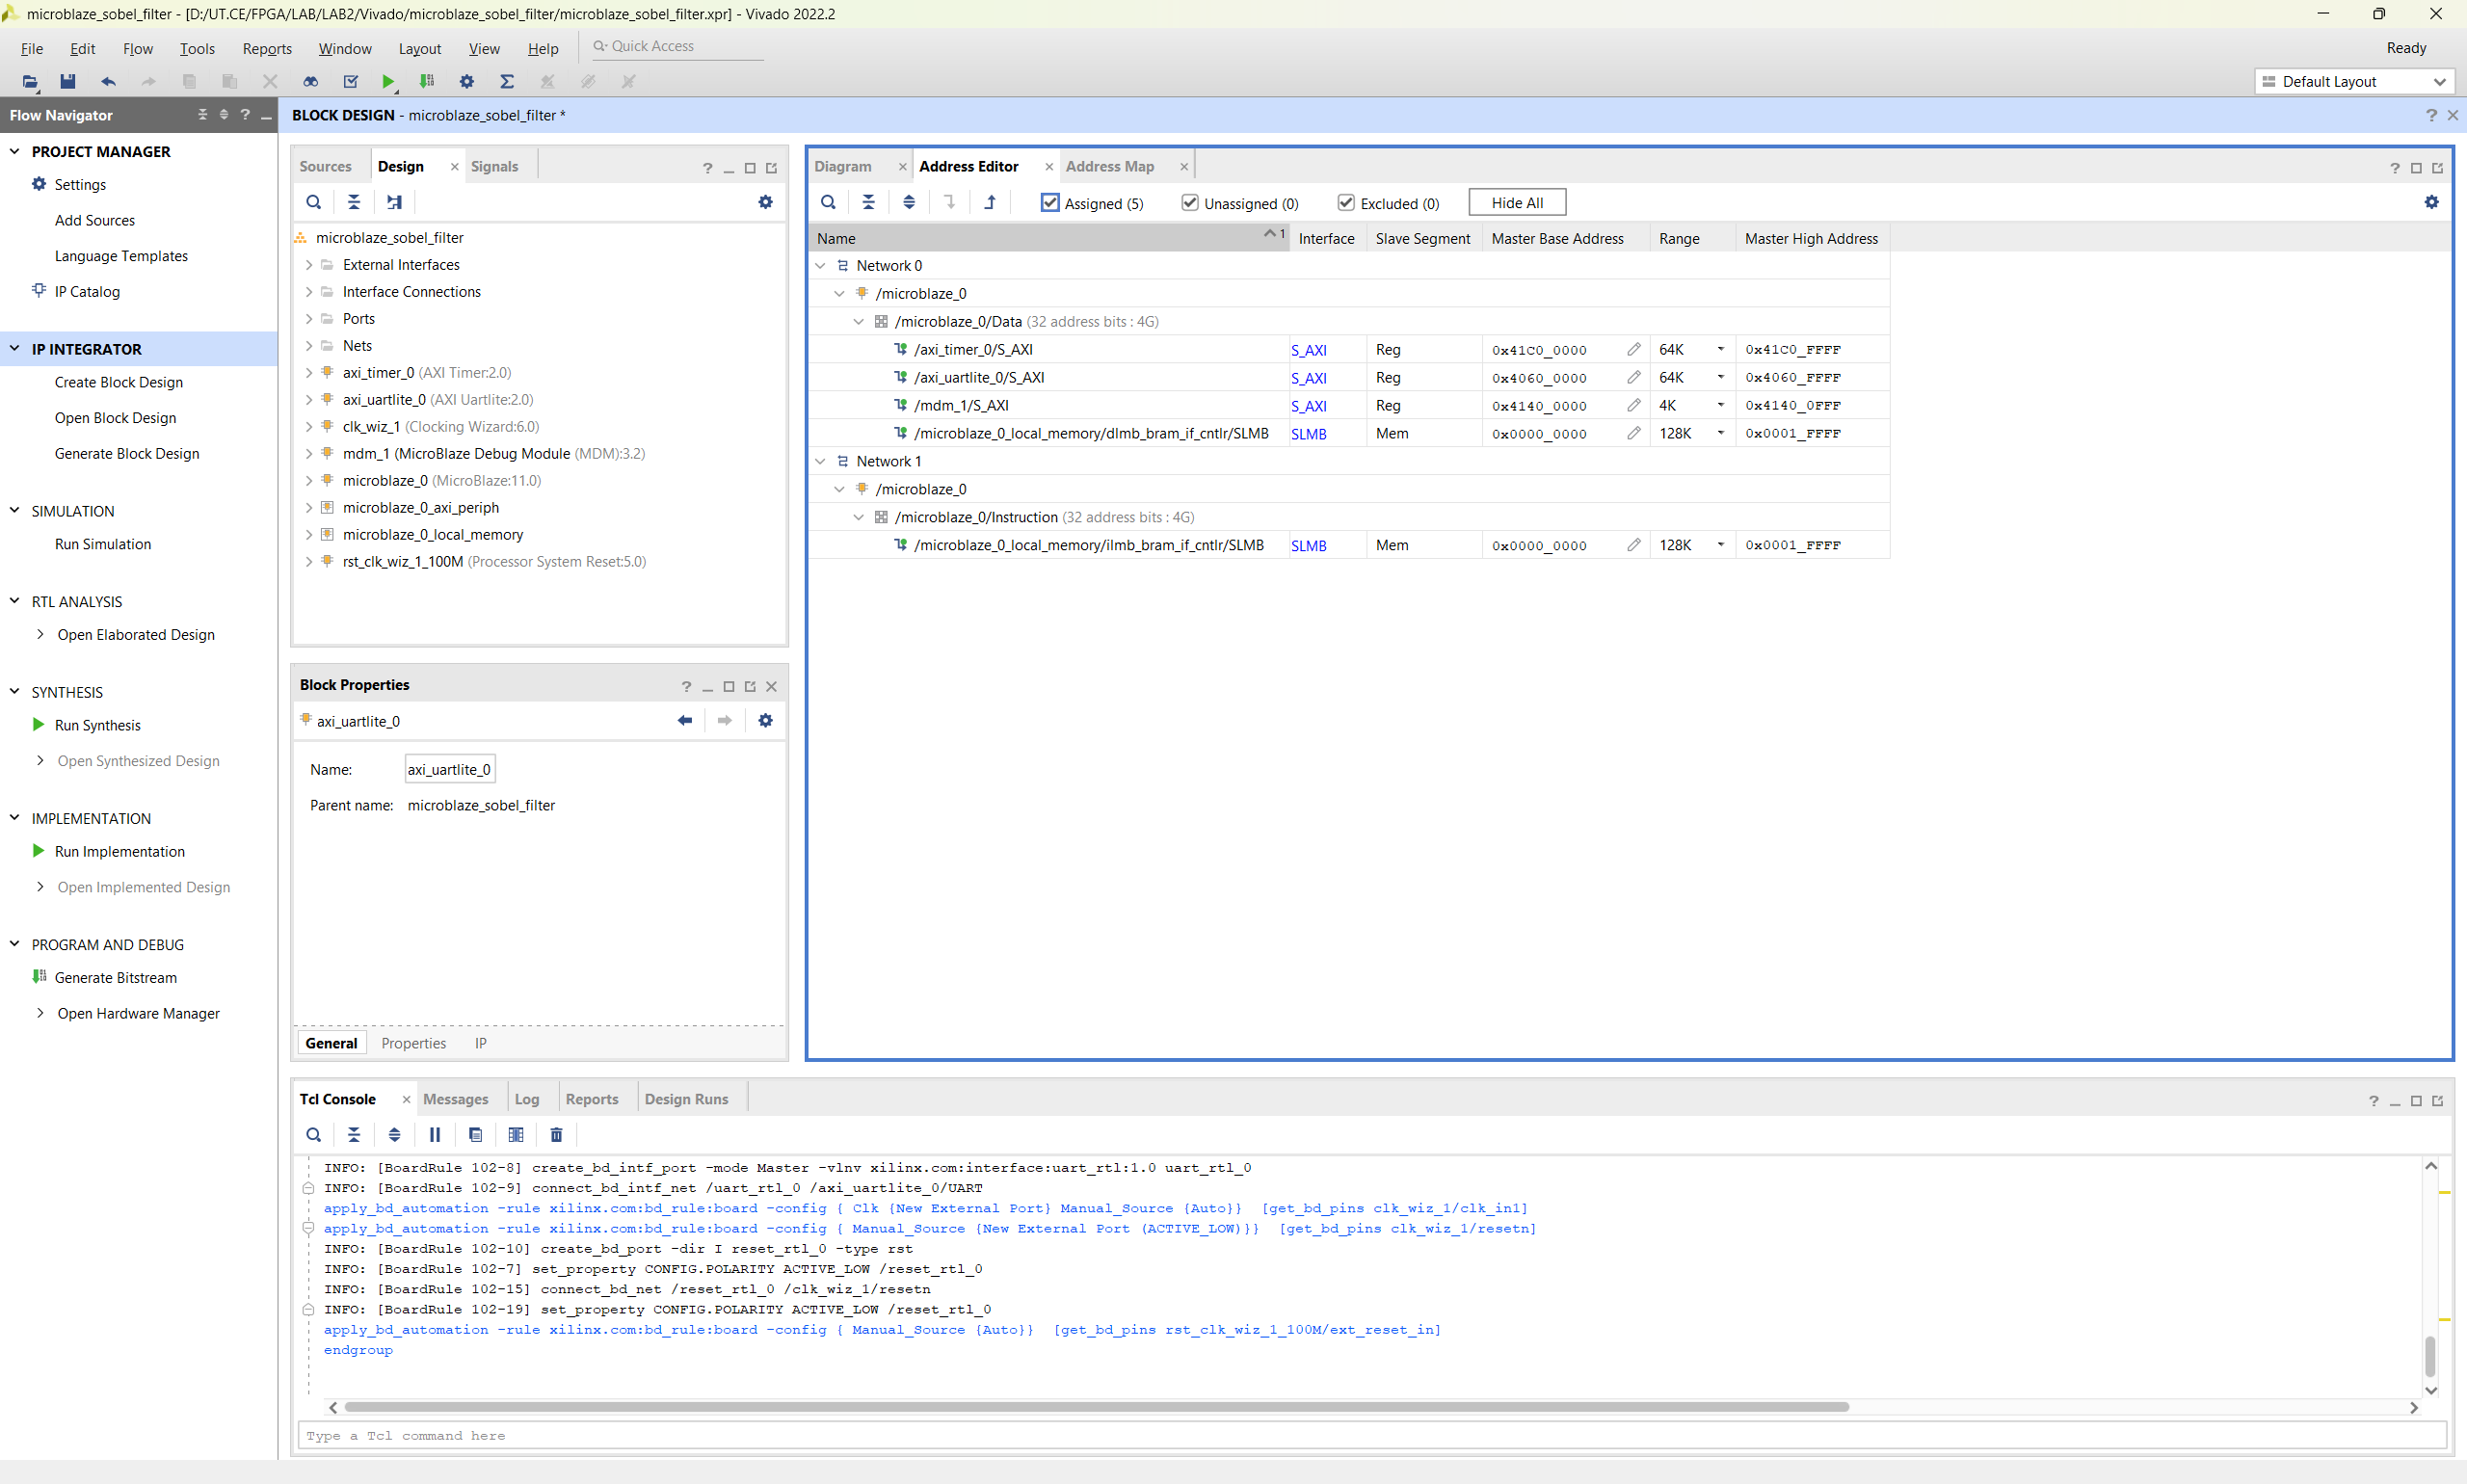 microblaze_sobel_filter - [D:/UT.CE/FPGA/LAB/LAB2/Vivado/microblaze_sobel_filter/microblaze_sobel_filter.xpr] - Vivado 2022.2
File Edit Flow Tools Reports Window Layout View Help Quick Access
Ready
Default Layout
Flow Navigator
PROJECT MANAGER
Settings
Add Sources
Language Templates
IP Catalog
IP INTEGRATOR
Create Block Design
Open Block Design
Generate Block Design
SIMULATION
Run Simulation
RTL ANALYSIS
Open Elaborated Design
SYNTHESIS
Run Synthesis
Open Synthesized Design
IMPLEMENTATION
Run Implementation
Open Implemented Design
PROGRAM AND DEBUG
Generate Bitstream
Open Hardware Manager
BLOCK DESIGN - microblaze_sobel_filter *
Sources Design Signals
microblaze_sobel_filter
External Interfaces
Interface Connections
Ports
Nets
axi_timer_0 (AXI Timer:2.0)
axi_uartlite_0 (AXI Uartlite:2.0)
clk_wiz_1 (Clocking Wizard:6.0)
mdm_1 (MicroBlaze Debug Module (MDM):3.2)
microblaze_0 (MicroBlaze:11.0)
microblaze_0_axi_periph
microblaze_0_local_memory
rst_clk_wiz_1_100M (Processor System Reset:5.0)
Block Properties
axi_uartlite_0
Name: axi_uartlite_0
Parent name: microblaze_sobel_filter
General Properties IP
Diagram Address Editor Address Map
Assigned (5) Unassigned (0) Excluded (0) Hide All
Name 1 Interface Slave Segment Master Base Address Range Master High Address
Network 0
/microblaze_0
/microblaze_0/Data (32 address bits : 4G)
/axi_timer_0/S_AXI S_AXI Reg 0x41C0_0000 64K 0x41C0_FFFF
/axi_uartlite_0/S_AXI S_AXI Reg 0x4060_0000 64K 0x4060_FFFF
/mdm_1/S_AXI S_AXI Reg 0x4140_0000 4K 0x4140_0FFF
/microblaze_0_local_memory/dlmb_bram_if_cntlr/SLMB SLMB Mem 0x0000_0000 128K 0x0001_FFFF
Network 1
/microblaze_0
/microblaze_0/Instruction (32 address bits : 4G)
/microblaze_0_local_memory/ilmb_bram_if_cntlr/SLMB SLMB Mem 0x0000_0000 128K 0x0001_FFFF
Tcl Console Messages Log Reports Design Runs
INFO: [BoardRule 102-8] create_bd_intf_port -mode Master -vlnv xilinx.com:interface:uart_rtl:1.0 uart_rtl_0
INFO: [BoardRule 102-9] connect_bd_intf_net /uart_rtl_0 /axi_uartlite_0/UART
apply_bd_automation -rule xilinx.com:bd_rule:board -config { Clk {New External Port} Manual_Source {Auto}} [get_bd_pins clk_wiz_1/clk_in1]
apply_bd_automation -rule xilinx.com:bd_rule:board -config { Manual_Source {New External Port (ACTIVE_LOW)}} [get_bd_pins clk_wiz_1/resetn]
INFO: [BoardRule 102-10] create_bd_port -dir I reset_rtl_0 -type rst
INFO: [BoardRule 102-7] set_property CONFIG.POLARITY ACTIVE_LOW /reset_rtl_0
INFO: [BoardRule 102-15] connect_bd_net /reset_rtl_0 /clk_wiz_1/resetn
INFO: [BoardRule 102-19] set_property CONFIG.POLARITY ACTIVE_LOW /reset_rtl_0
apply_bd_automation -rule xilinx.com:bd_rule:board -config { Manual_Source {Auto}} [get_bd_pins rst_clk_wiz_1_100M/ext_reset_in]
endgroup
Type a Tcl command here